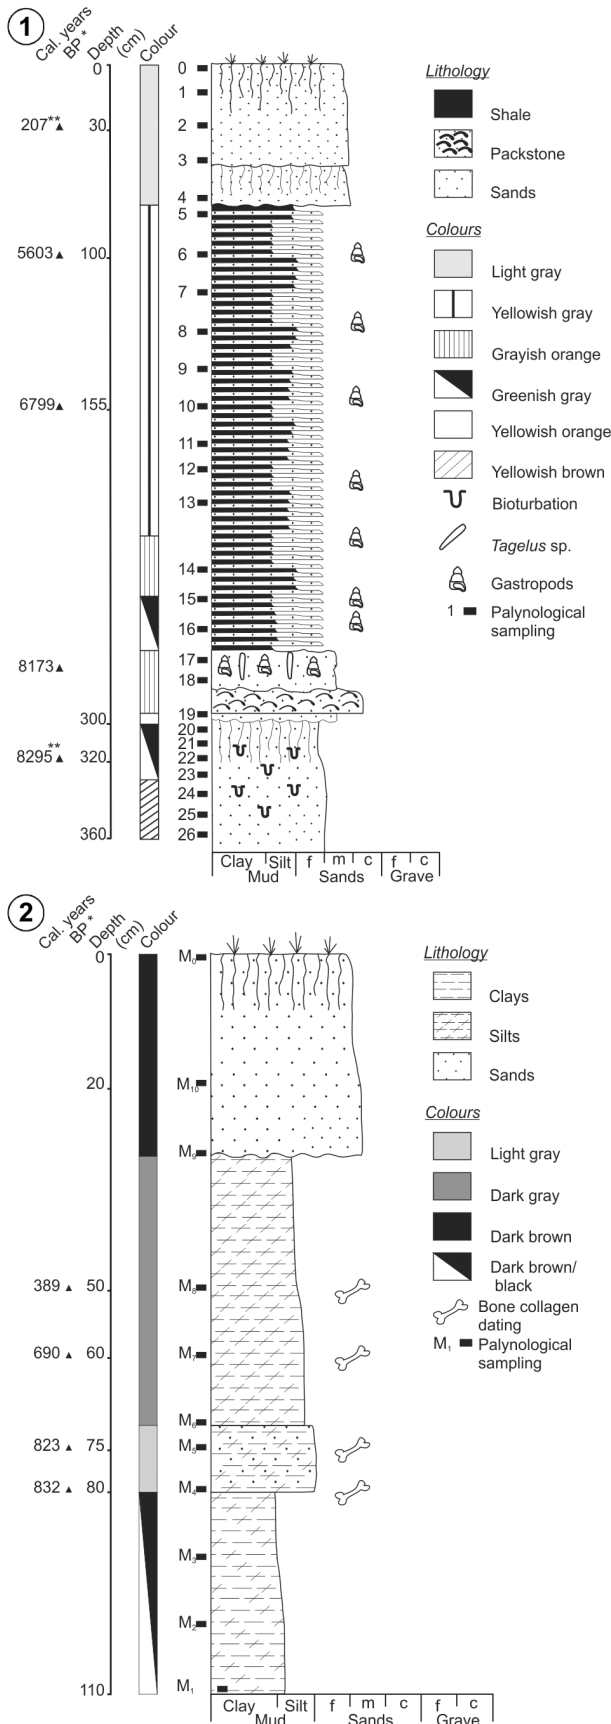 1
Cal. years
BP *
Depth
(cm)
Colour
0
207** 30
5603 100
6799 155
8173
300
8295** 320
360
0
1
2
3
4
5
6
7
8
9
10
11
12
13
14
15
16
17
18
19
20
21
22
23
24
25
26
Clay Silt f m c f c
Mud Sands Grave
Lithology
Shale
Packstone
Sands
Colours
Light gray
Yellowish gray
Grayish orange
Greenish gray
Yellowish orange
Yellowish brown
Bioturbation
Tagelus sp.
Gastropods
1 Palynological
sampling
2
Cal. years
BP *
Depth
(cm)
Colour
0
20
389 50
690 60
823 75
832 80
110
M₀
M₁₀
M₉
M₈
M₇
M₆
M₅
M₄
M₃
M₂
M₁
Clay Silt f m c f c
Mud Sands Grave
Lithology
Clays
Silts
Sands
Colours
Light gray
Dark gray
Dark brown
Dark brown/
black
Bone collagen
dating
M₁ Palynological
sampling